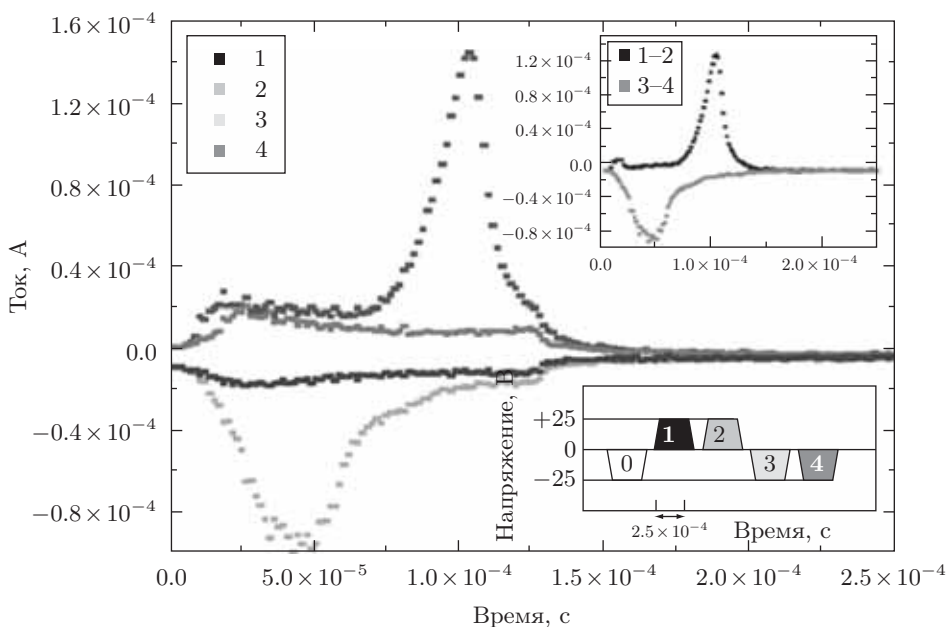 1.6 × 10⁻⁴
1.2 × 10⁻⁴
0.8 × 10⁻⁴
0.4 × 10⁻⁴
0.0
−0.4 × 10⁻⁴
−0.8 × 10⁻⁴
Ток, А
1
2
3
4
1–2
3–4
1.2 × 10⁻⁴
0.8 × 10⁻⁴
0.4 × 10⁻⁴
0.0
−0.4 × 10⁻⁴
−0.8 × 10⁻⁴
0.0 1.0 × 10⁻⁴ 2.0 × 10⁻⁴
Напряжение, В
+25
0
−25
0 1 2 3 4
2.5 × 10⁻⁴
Время, с
0.0 5.0 × 10⁻⁵ 1.0 × 10⁻⁴ 1.5 × 10⁻⁴ 2.0 × 10⁻⁴ 2.5 × 10⁻⁴
Время, с